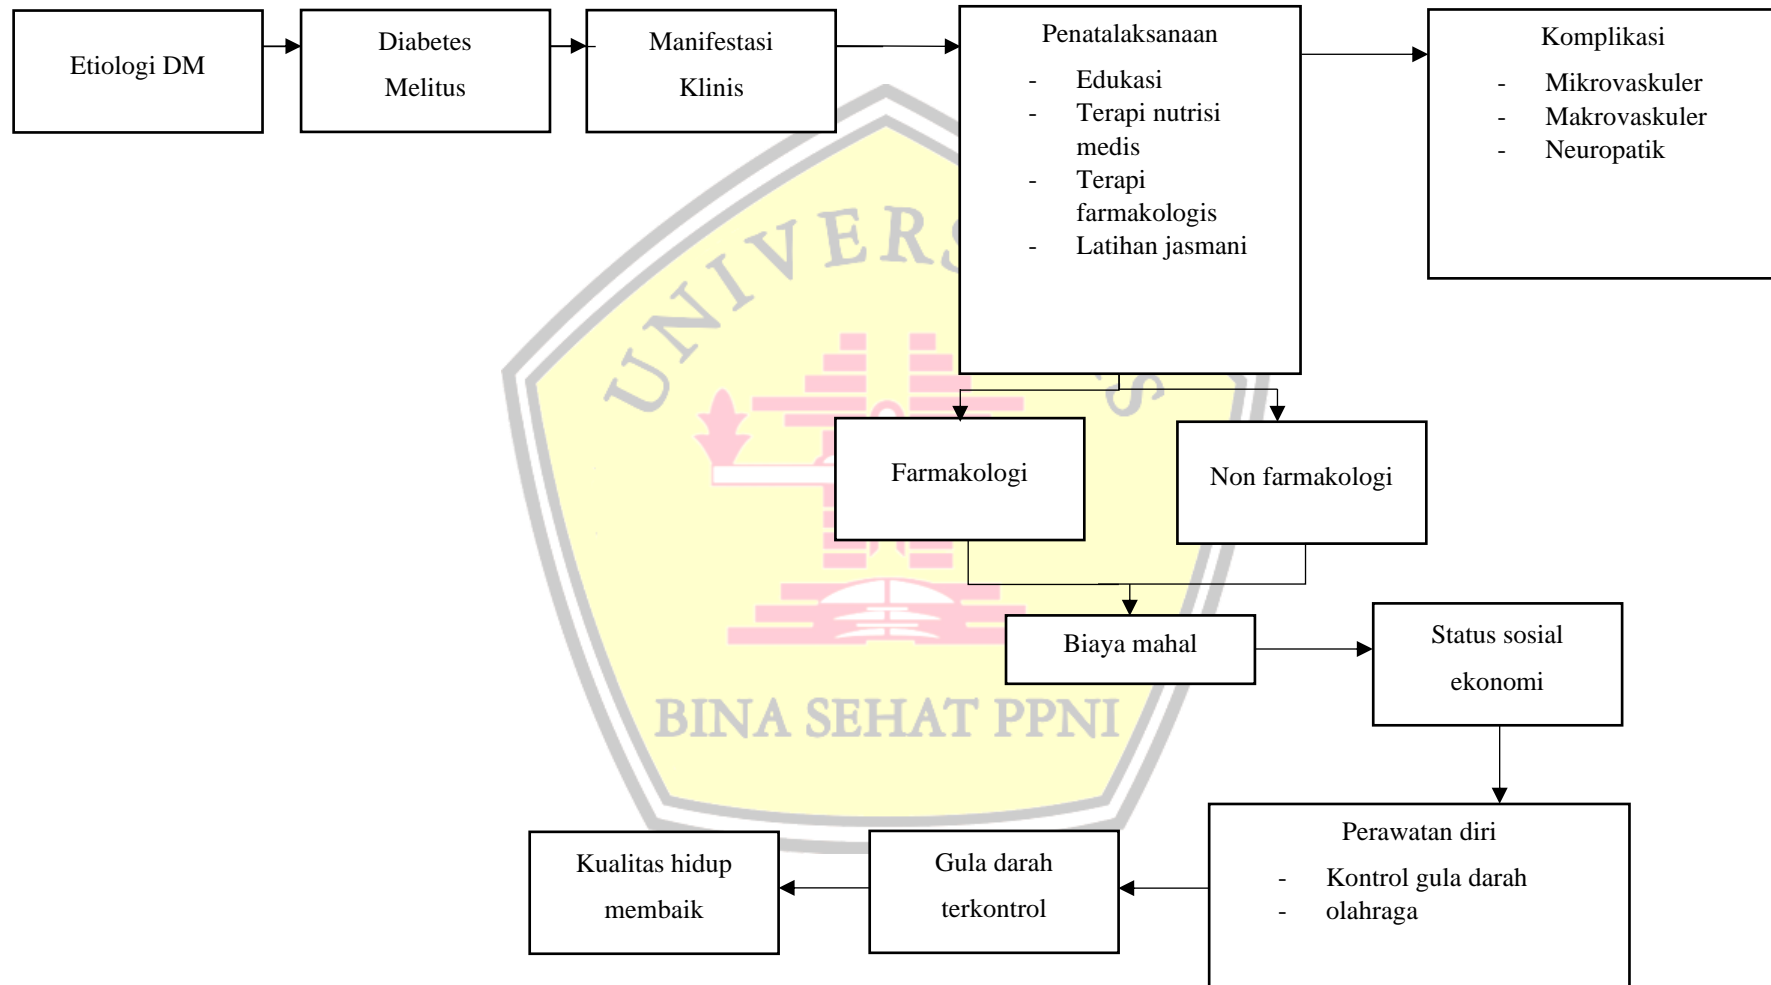 Etiologi DM
Diabetes
Melitus
Manifestasi
Klinis
Penatalaksanaan
- Edukasi
- Terapi nutrisi
medis
- Terapi
farmakologis
- Latihan jasmani
Komplikasi
- Mikrovaskuler
- Makrovaskuler
- Neuropatik
UNIVERS S
Farmakologi
Non farmakologi
Biaya mahal
Status sosial
ekonomi
BINA SEHAT PPNI
Perawatan diri
- Kontrol gula darah
- olahraga
Gula darah
terkontrol
Kualitas hidup
membaik